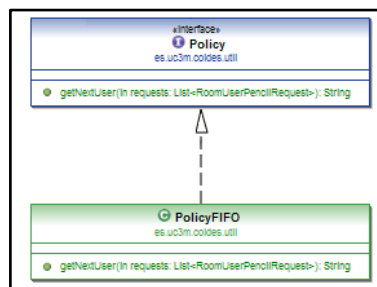 «interface»
Policy
es.uc3m.coldes.util
getNextUser(in requests: List<RoomUserPencilRequest>): String
PolicyFIFO
es.uc3m.coldes.util
getNextUser(in requests: List<RoomUserPencilRequest>): String